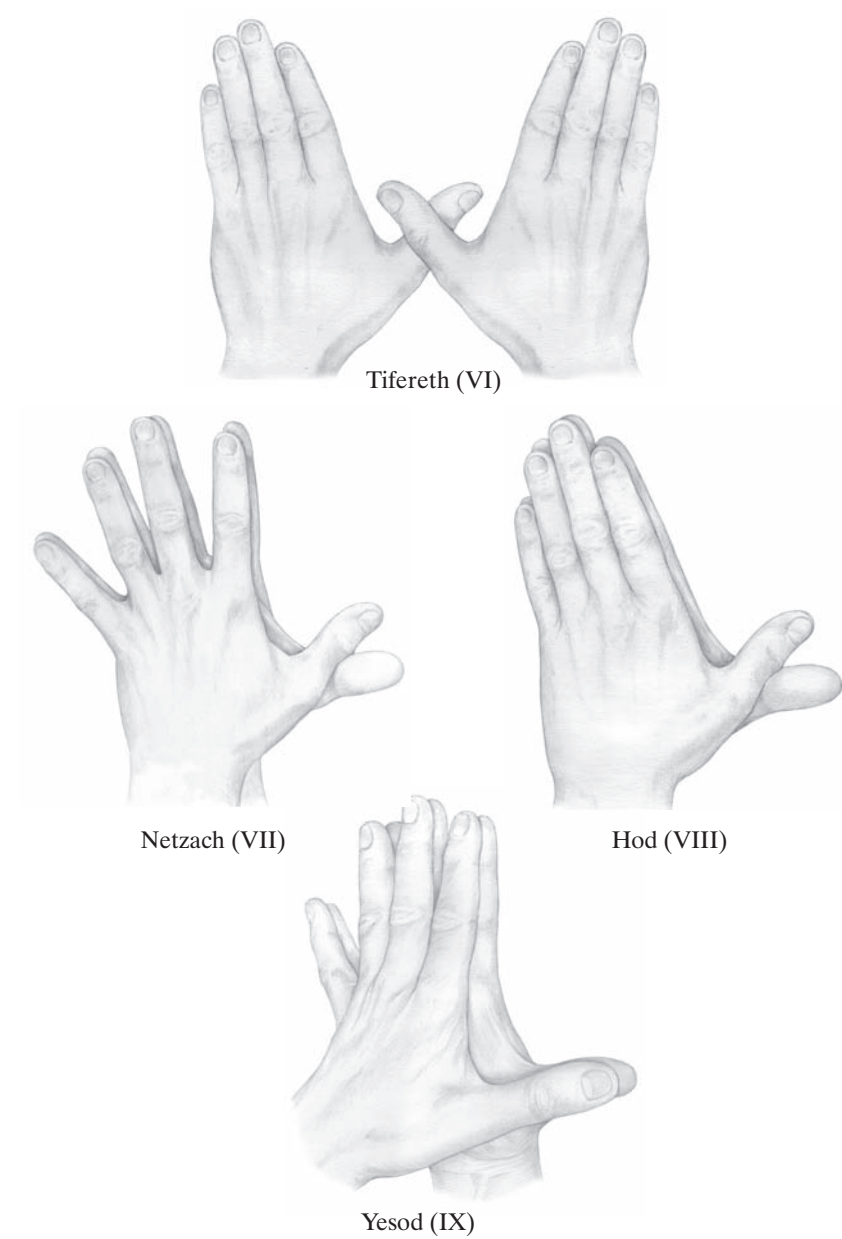 Tifereth (VI)
Netzach (VII)
Hod (VIII)
Yesod (IX)